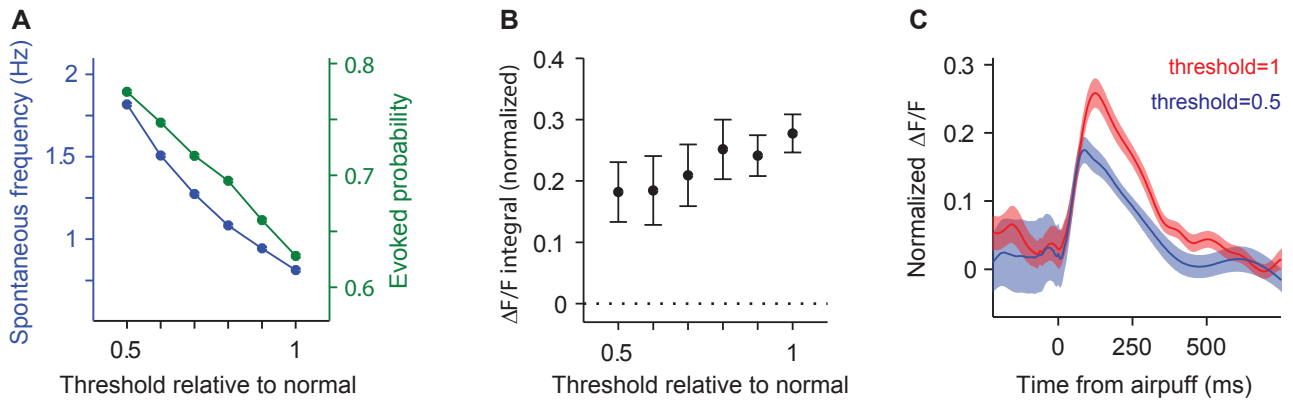 A
Spontaneous frequency (Hz)
2
1.5
1
0.8
0.7
0.6
Evoked probability
0.5
1
Threshold relative to normal
B
ΔF/F integral (normalized)
0.4
0.3
0.2
0.1
0
0.5
1
Threshold relative to normal
C
Normalized ΔF/F
0.3
0.2
0.1
0
threshold=1
threshold=0.5
0
250
500
Time from airpuff (ms)